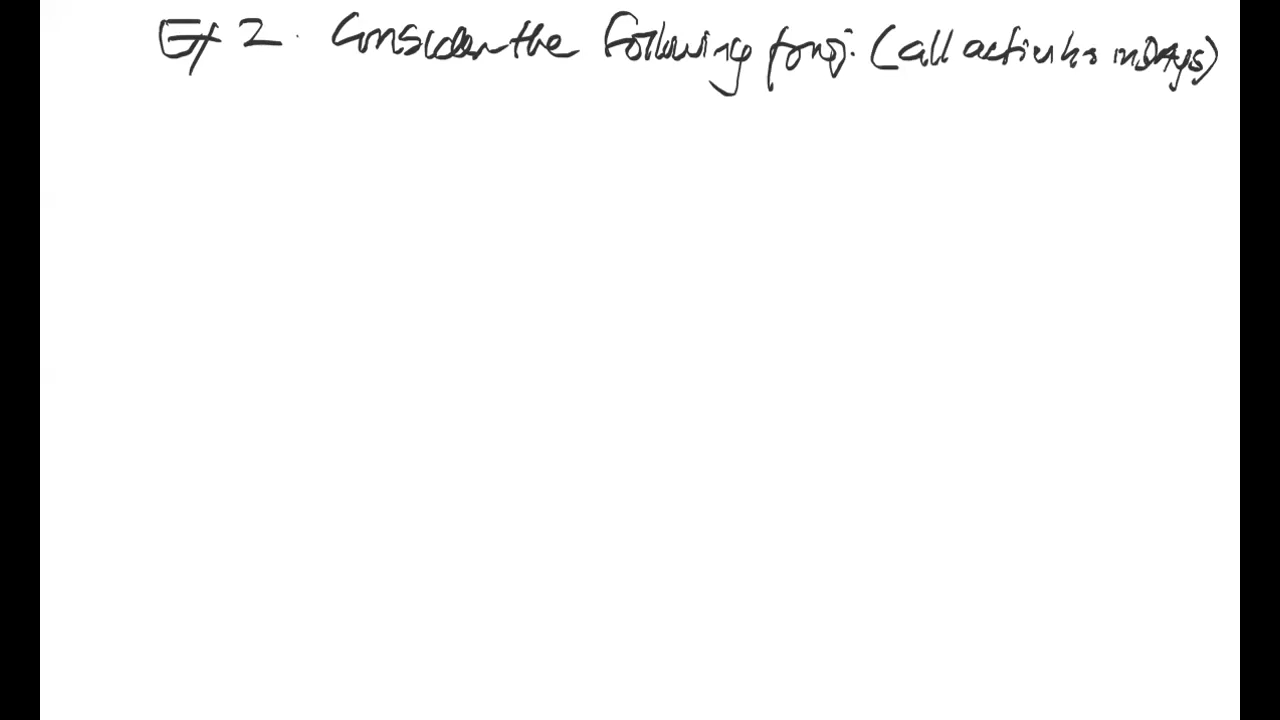 Ex 2. Consider the following proj. (all activities in Days)